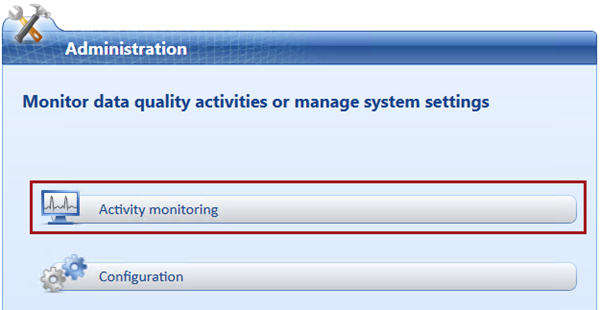 Administration
Monitor data quality activities or manage system settings
Activity monitoring
Configuration